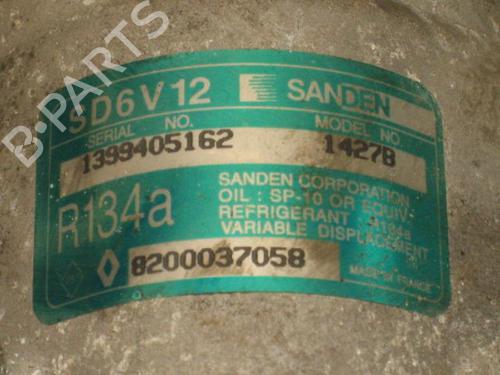 B-PARTS
SD6V12 SANDEN
SERIAL NO. MODEL NO.
1399405162 1427B
R134a
SANDEN CORPORATION
OIL : SP-10 OR EQUIV.
REFRIGERANT R134a
VARIABLE DISPLACEMENT
8200037058
MADE IN FRANCE